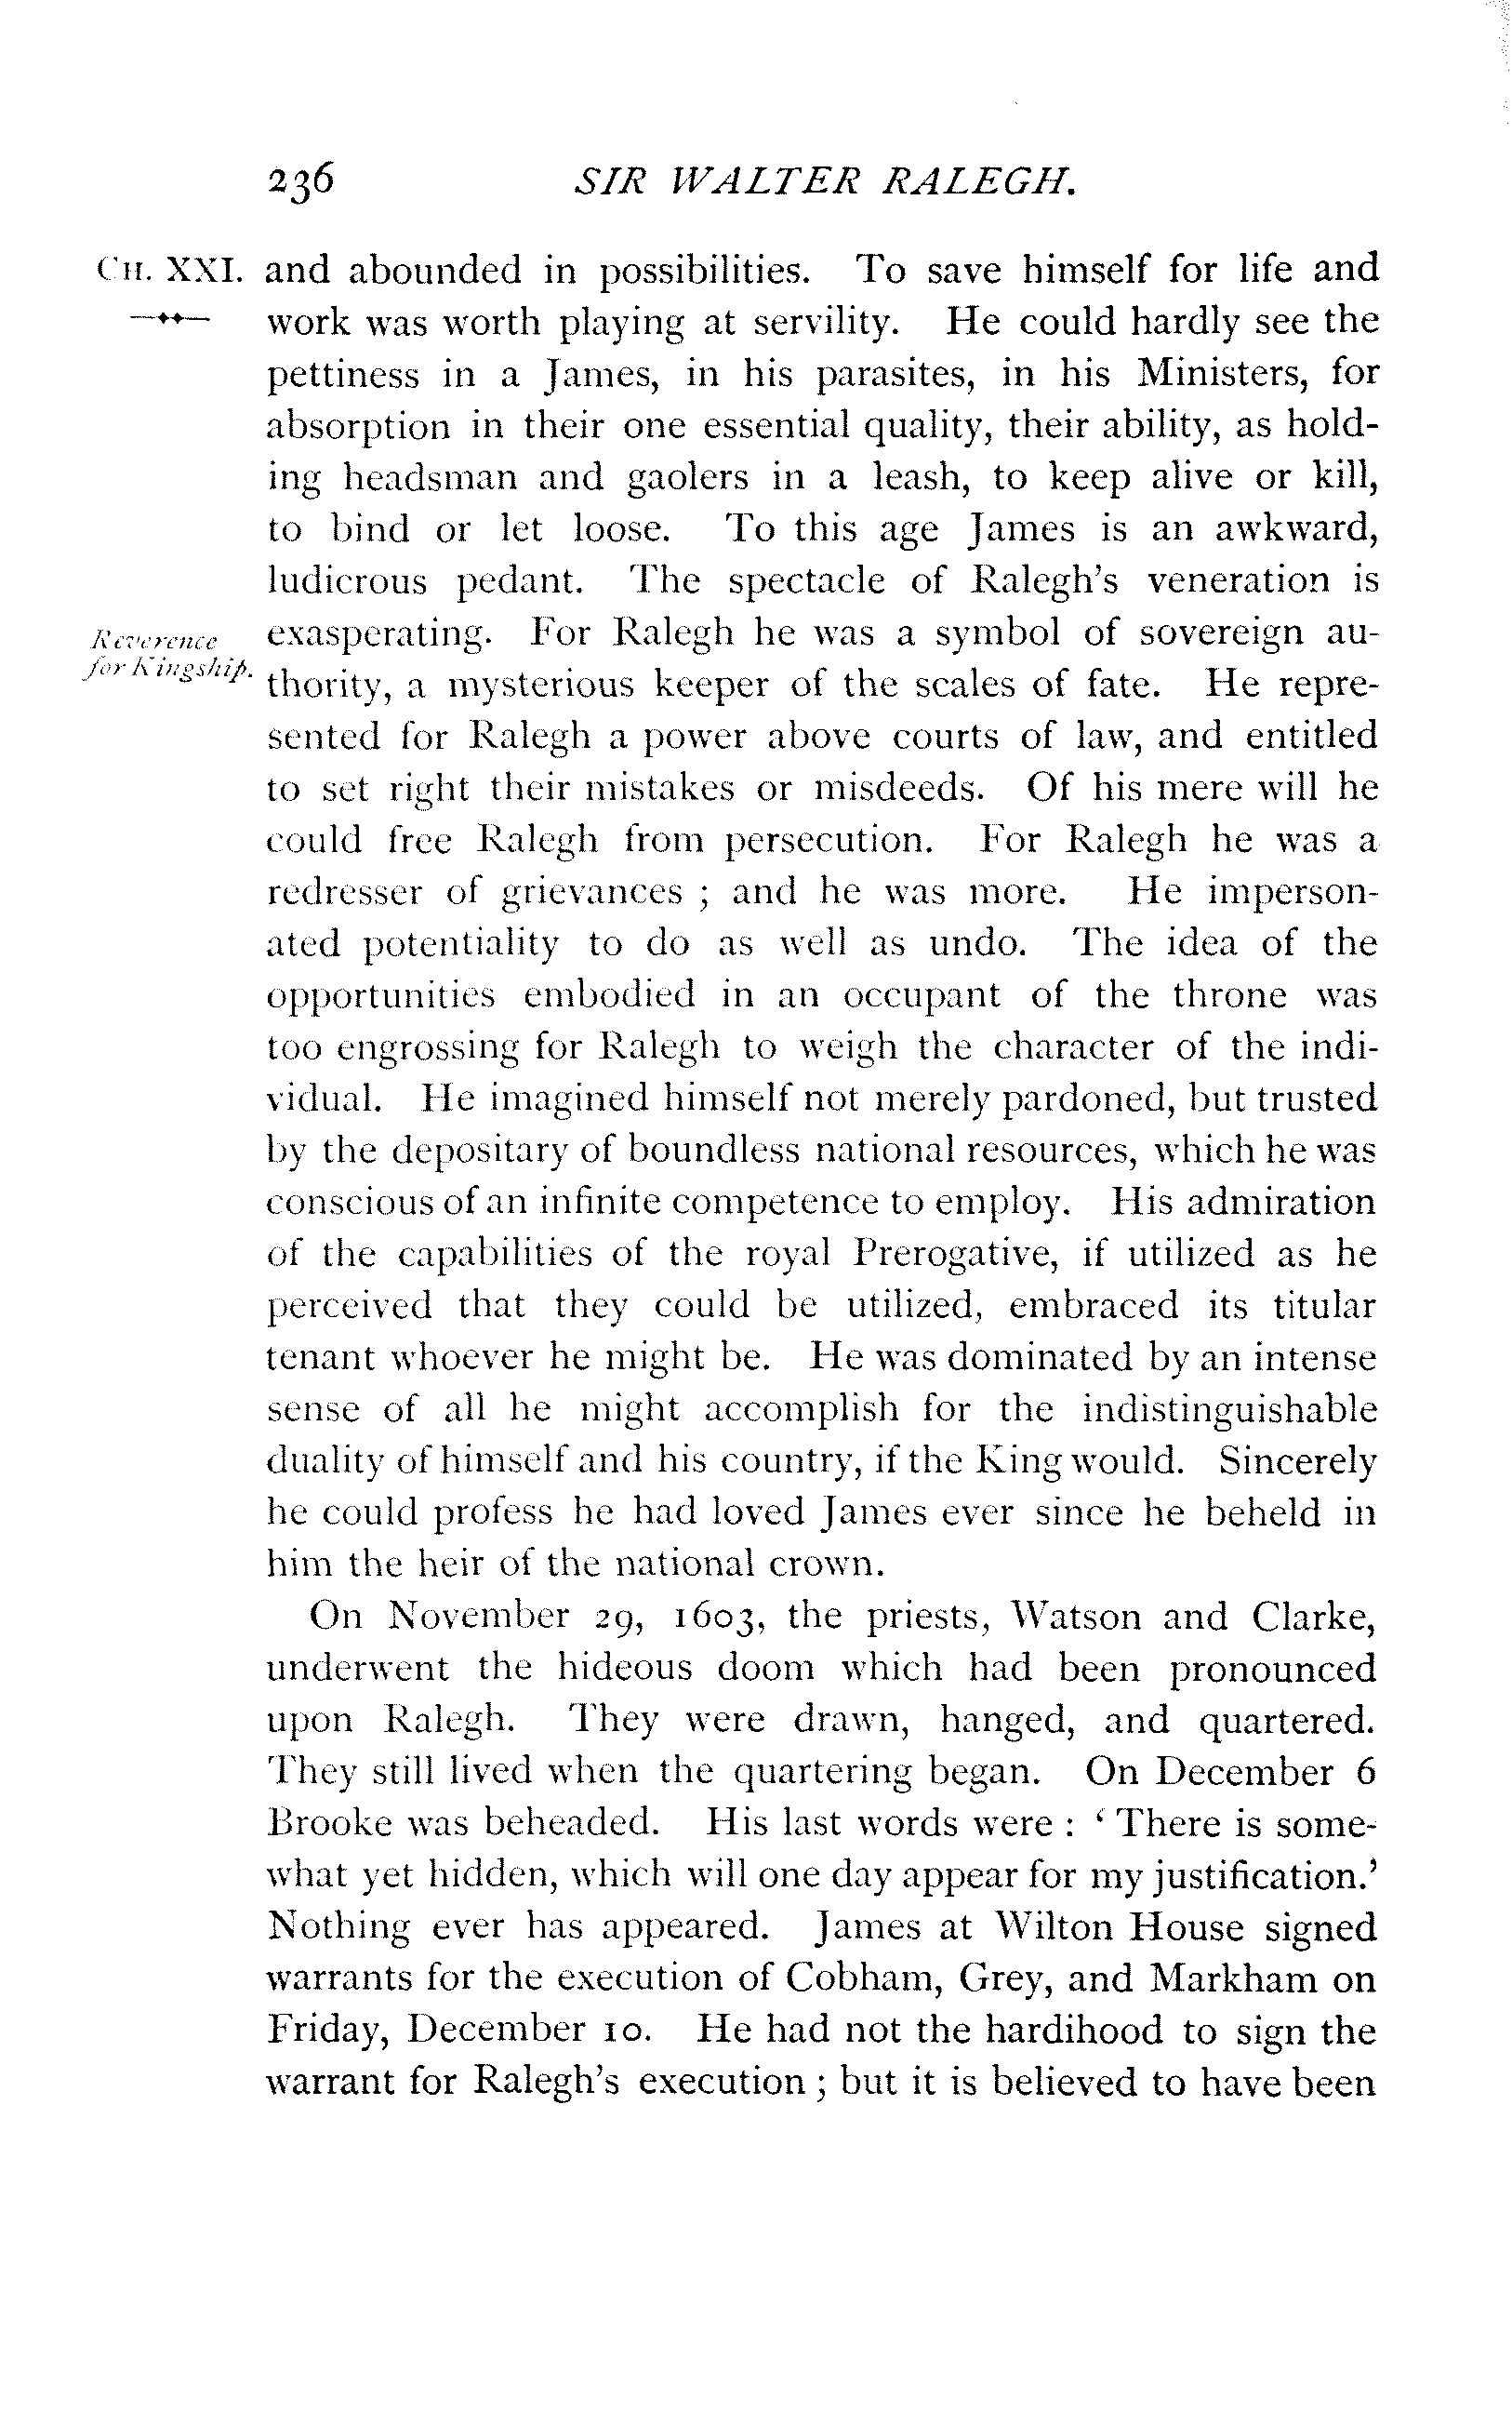 236 SIR WALTER RALEGH.
CH. XXI. and abounded in possibilities. To save himself for life and
work was worth playing at servility. He could hardly see the
pettiness in a James, in his parasites, in his Ministers, for
absorption in their one essential quality, their ability, as hold-
ing headsman and gaolers in a leash, to keep alive or kill,
to bind or let loose. To this age James is an awkward,
ludicrous pedant. The spectacle of Ralegh's veneration is
Reverence exasperating. For Ralegh he was a symbol of sovereign au-
for Kingship. thority, a mysterious keeper of the scales of fate. He repre-
sented for Ralegh a power above courts of law, and entitled
to set right their mistakes or misdeeds. Of his mere will he
could free Ralegh from persecution. For Ralegh he was a
redresser of grievances ; and he was more. He imperson-
ated potentiality to do as well as undo. The idea of the
opportunities embodied in an occupant of the throne was
too engrossing for Ralegh to weigh the character of the indi-
vidual. He imagined himself not merely pardoned, but trusted
by the depositary of boundless national resources, which he was
conscious of an infinite competence to employ. His admiration
of the capabilities of the royal Prerogative, if utilized as he
perceived that they could be utilized, embraced its titular
tenant whoever he might be. He was dominated by an intense
sense of all he might accomplish for the indistinguishable
duality of himself and his country, if the King would. Sincerely
he could profess he had loved James ever since he beheld in
him the heir of the national crown.
On November 29, 1603, the priests, Watson and Clarke,
underwent the hideous doom which had been pronounced
upon Ralegh. They were drawn, hanged, and quartered.
They still lived when the quartering began. On December 6
Brooke was beheaded. His last words were : ‘ There is some-
what yet hidden, which will one day appear for my justification.’
Nothing ever has appeared. James at Wilton House signed
warrants for the execution of Cobham, Grey, and Markham on
Friday, December 10. He had not the hardihood to sign the
warrant for Ralegh's execution ; but it is believed to have been